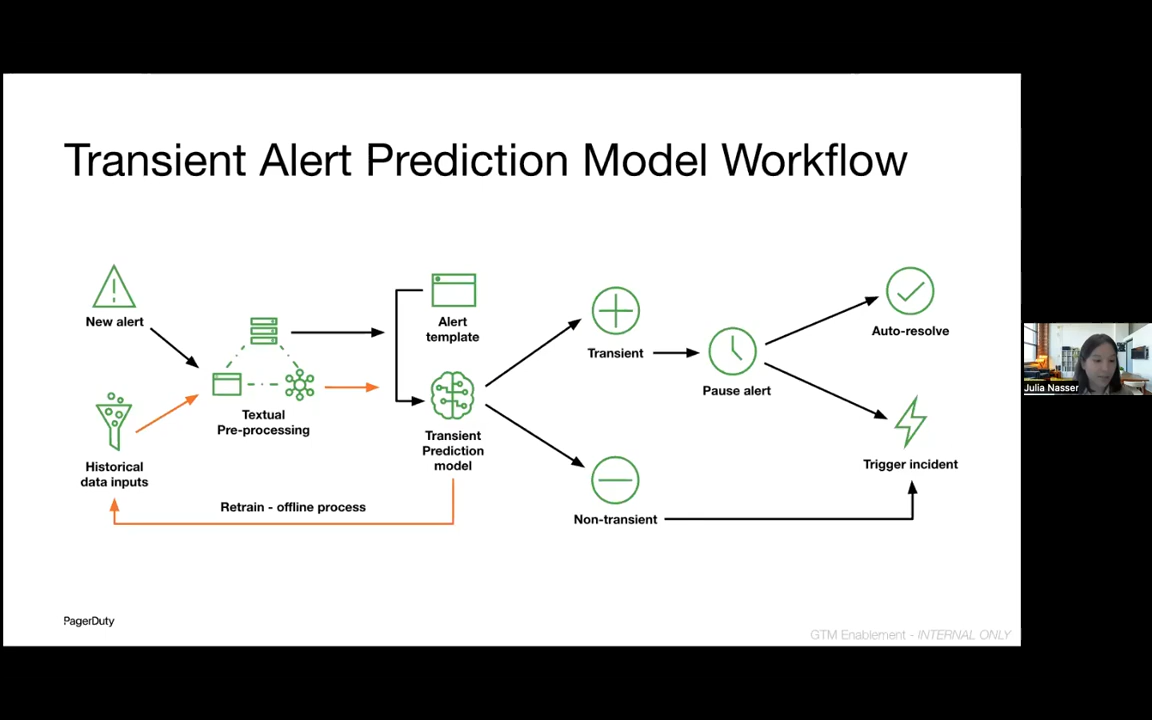 Transient Alert Prediction Model Workflow
New alert
Historical
data inputs
Textual
Pre-processing
Retrain - offline process
Alert
template
Transient
Prediction
model
Transient
Non-transient
Pause alert
Auto-resolve
Trigger incident
PagerDuty
GTM Enablement - INTERNAL ONLY
Julia Nasser